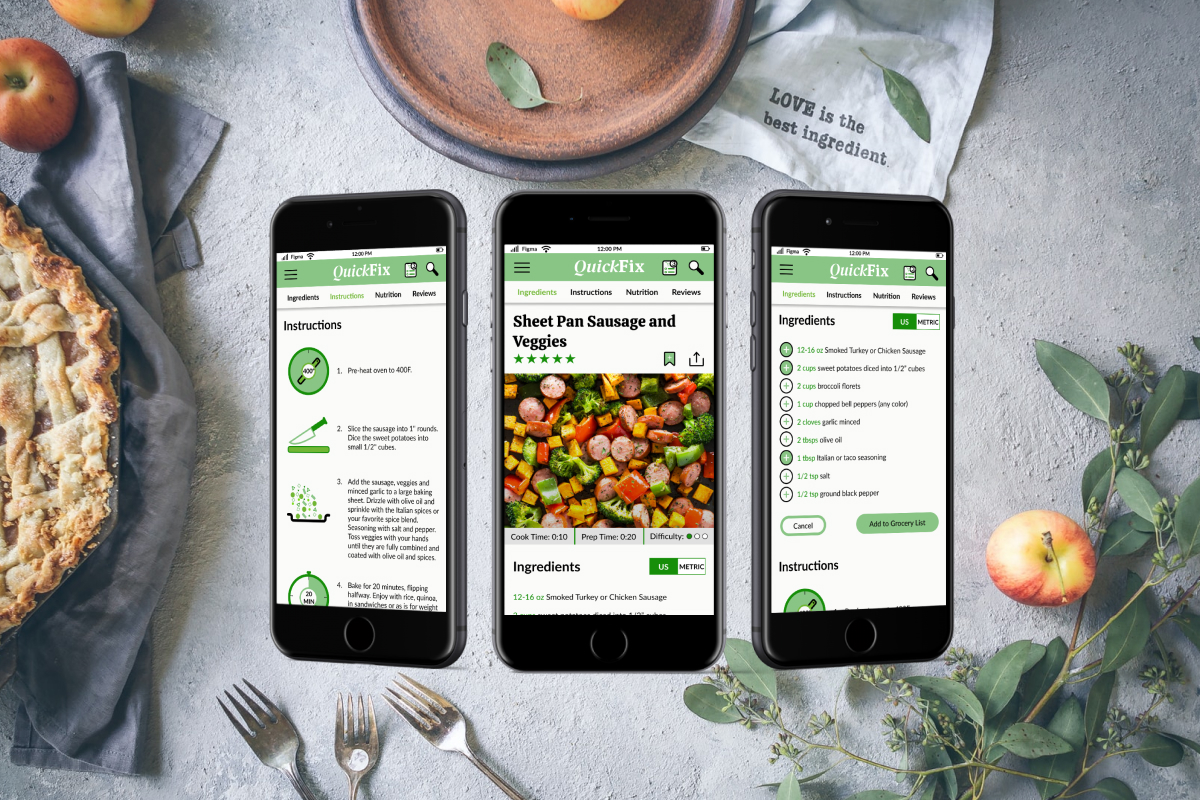 LOVE is the
best ingredient
Figma
12:00 PM
QuickFix
Ingredients Instructions Nutrition Reviews
Instructions
400°
1. Pre-heat oven to 400F.
2. Slice the sausage into 1" rounds.
Dice the sweet potatoes into
small 1/2" cubes.
3. Add the sausage, veggies and
minced garlic to a large baking
sheet. Drizzle with olive oil and
sprinkle with the Italian spices or
your favorite spice blend.
Seasoning with salt and pepper.
Toss veggies with your hands
until they are fully combined and
coated with olive oil and spices.
20
MIN
4. Bake for 20 minutes, flipping
halfway. Enjoy with rice, quinoa,
in sandwiches or as is for weight
Figma
12:00 PM
QuickFix
Ingredients Instructions Nutrition Reviews
Sheet Pan Sausage and
Veggies
Cook Time: 0:10 Prep Time: 0:20 Difficulty:
Ingredients US METRIC
12-16 oz Smoked Turkey or Chicken Sausage
2 cups sweet potatoes diced into 1/2" cubes
Figma
12:00 PM
QuickFix
Ingredients Instructions Nutrition Reviews
Ingredients US METRIC
12-16 oz Smoked Turkey or Chicken Sausage
2 cups sweet potatoes diced into 1/2" cubes
2 cups broccoli florets
1 cup chopped bell peppers (any color)
2 cloves garlic minced
2 tbsps olive oil
1 tbsp Italian or taco seasoning
1/2 tsp salt
1/2 tsp ground black pepper
Cancel Add to Grocery List
Instructions